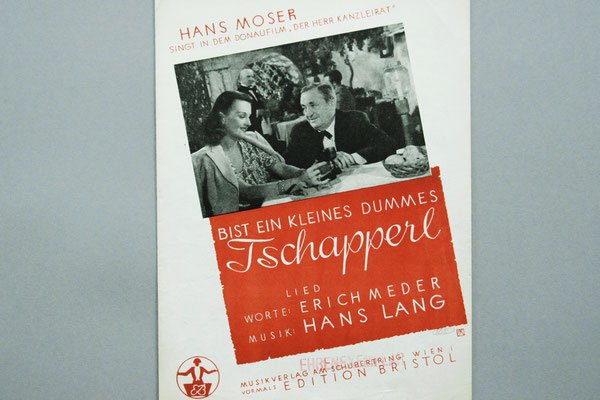 HANS MOSER
SINGT IN DEM DONAUFILM „DER HERR KANZLEIRAT"
BIST EIN KLEINES DUMMES
Tschapperl
LIED
WORTE: ERICH MEDER
MUSIK: HANS LANG
MUSIKVERLAG AM SCHUBERTRING, WIEN I
VORMALS EDITION BRISTOL